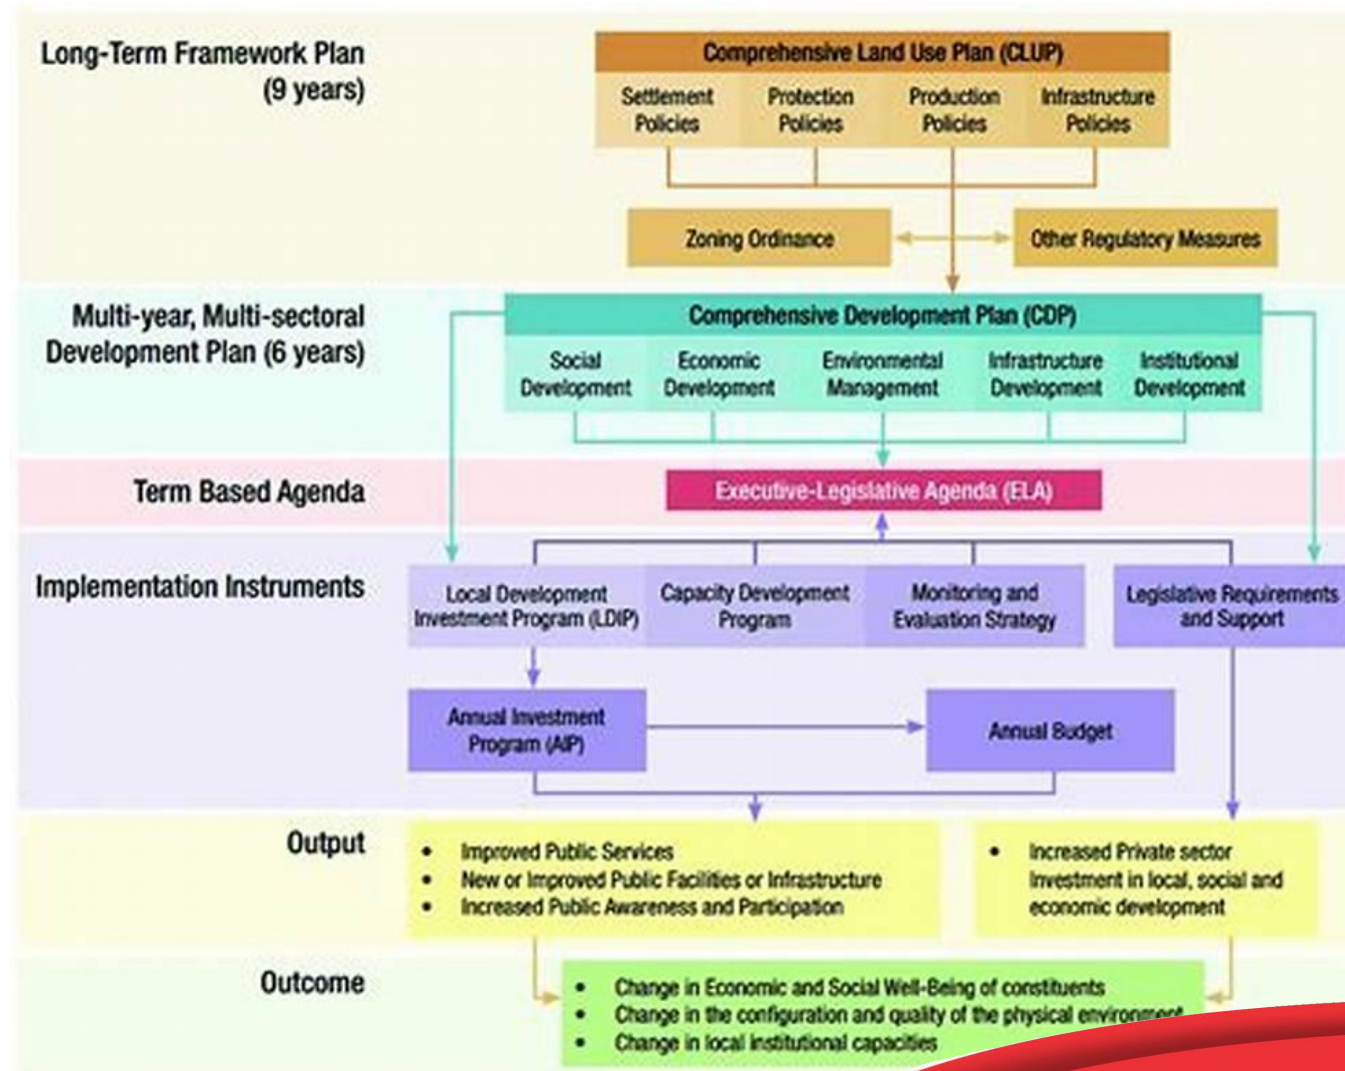 Long-Term Framework Plan
(9 years)
Comprehensive Land Use Plan (CLUP)
Settlement
Policies
Protection
Policies
Production
Policies
Infrastructure
Policies
Zoning Ordinance
Other Regulatory Measures
Multi-year, Multi-sectoral
Development Plan (6 years)
Comprehensive Development Plan (CDP)
Social
Development
Economic
Development
Environmental
Management
Infrastructure
Development
Institutional
Development
Term Based Agenda
Executive-Legislative Agenda (ELA)
Implementation Instruments
Local Development
Investment Program (LDIP)
Capacity Development
Program
Monitoring and
Evaluation Strategy
Legislative Requirements
and Support
Annual Investment
Program (AIP)
Annual Budget
Output
• Improved Public Services
• New or Improved Public Facilities or Infrastructure
• Increased Public Awareness and Participation
• Increased Private sector
Investment in local, social and
economic development
Outcome
• Change in Economic and Social Well-Being of constituents
• Change in the configuration and quality of the physical environment
• Change in local institutional capacities